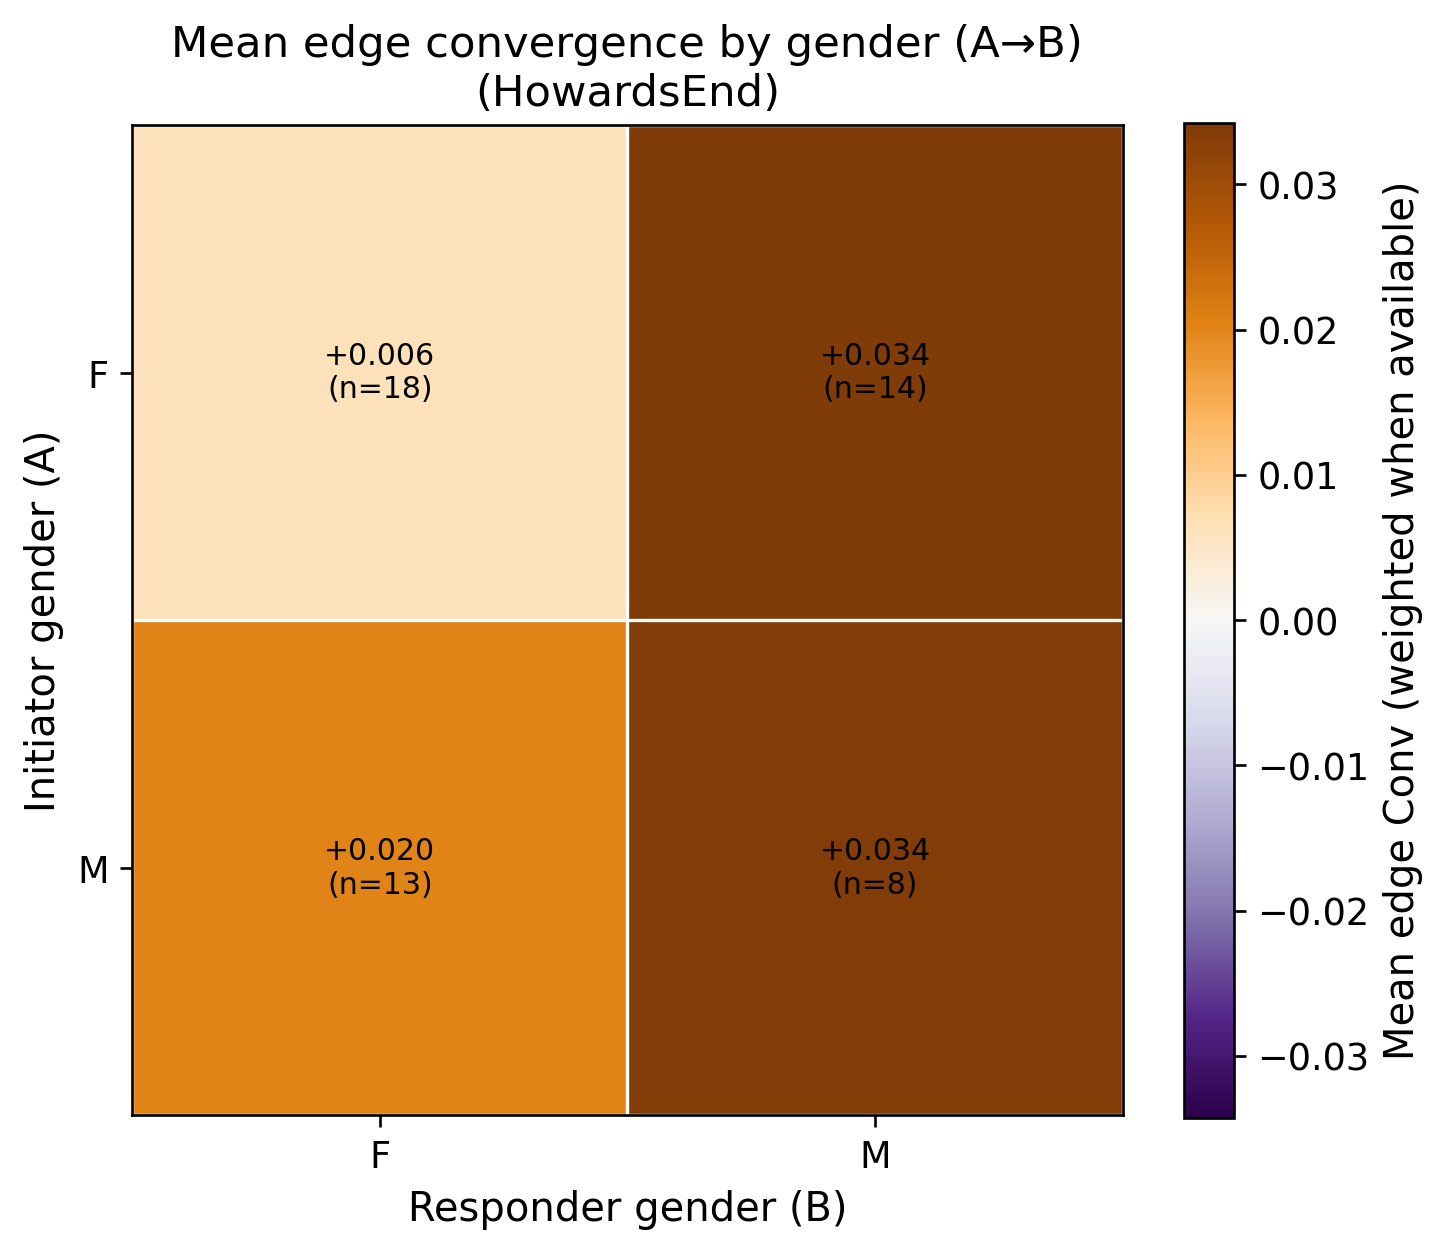 Mean edge convergence by gender (A→B)
(HowardsEnd)
Initiator gender (A)
F
M
+0.006
(n=18)
+0.034
(n=14)
+0.020
(n=13)
+0.034
(n=8)
F
M
Responder gender (B)
0.03
0.02
0.01
0.00
−0.01
−0.02
−0.03
Mean edge Conv (weighted when available)